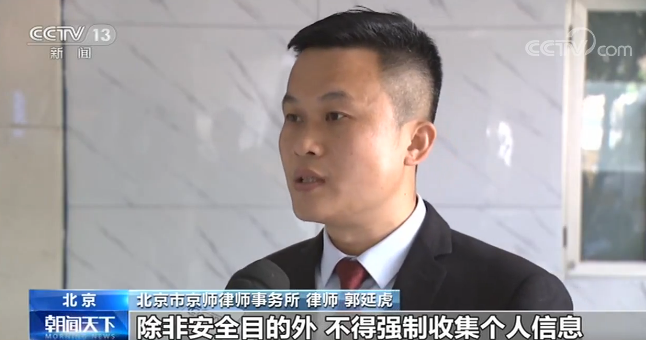 CCTV 13
新闻
CCTV.com
北京
北京市京师律师事务所 律师 郭延虎
朝闻天下
MORNING NEWS
除非安全目的外 不得强制收集个人信息